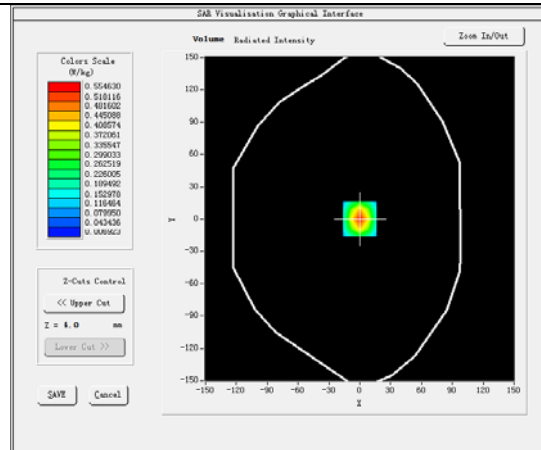 SAR Visualisation Graphical Interface
Volume Radiated Intensity
Zoom In/Out
Colors Scale
(W/kg)
0.554630
0.518116
0.481602
0.445088
0.408574
0.372061
0.335547
0.299033
0.262519
0.226005
0.189492
0.152978
0.116464
0.079950
0.043436
0.006923
Z-Cuts Control
<< Upper Cut
Z = 4.0 mm
Lower Cut >>
SAVE
Cancel
150
120
90
60
30
0
-30
-60
-90
-120
-150
Y
-150 -120 -90 -60 -30 0 30 60 90 120 150
X